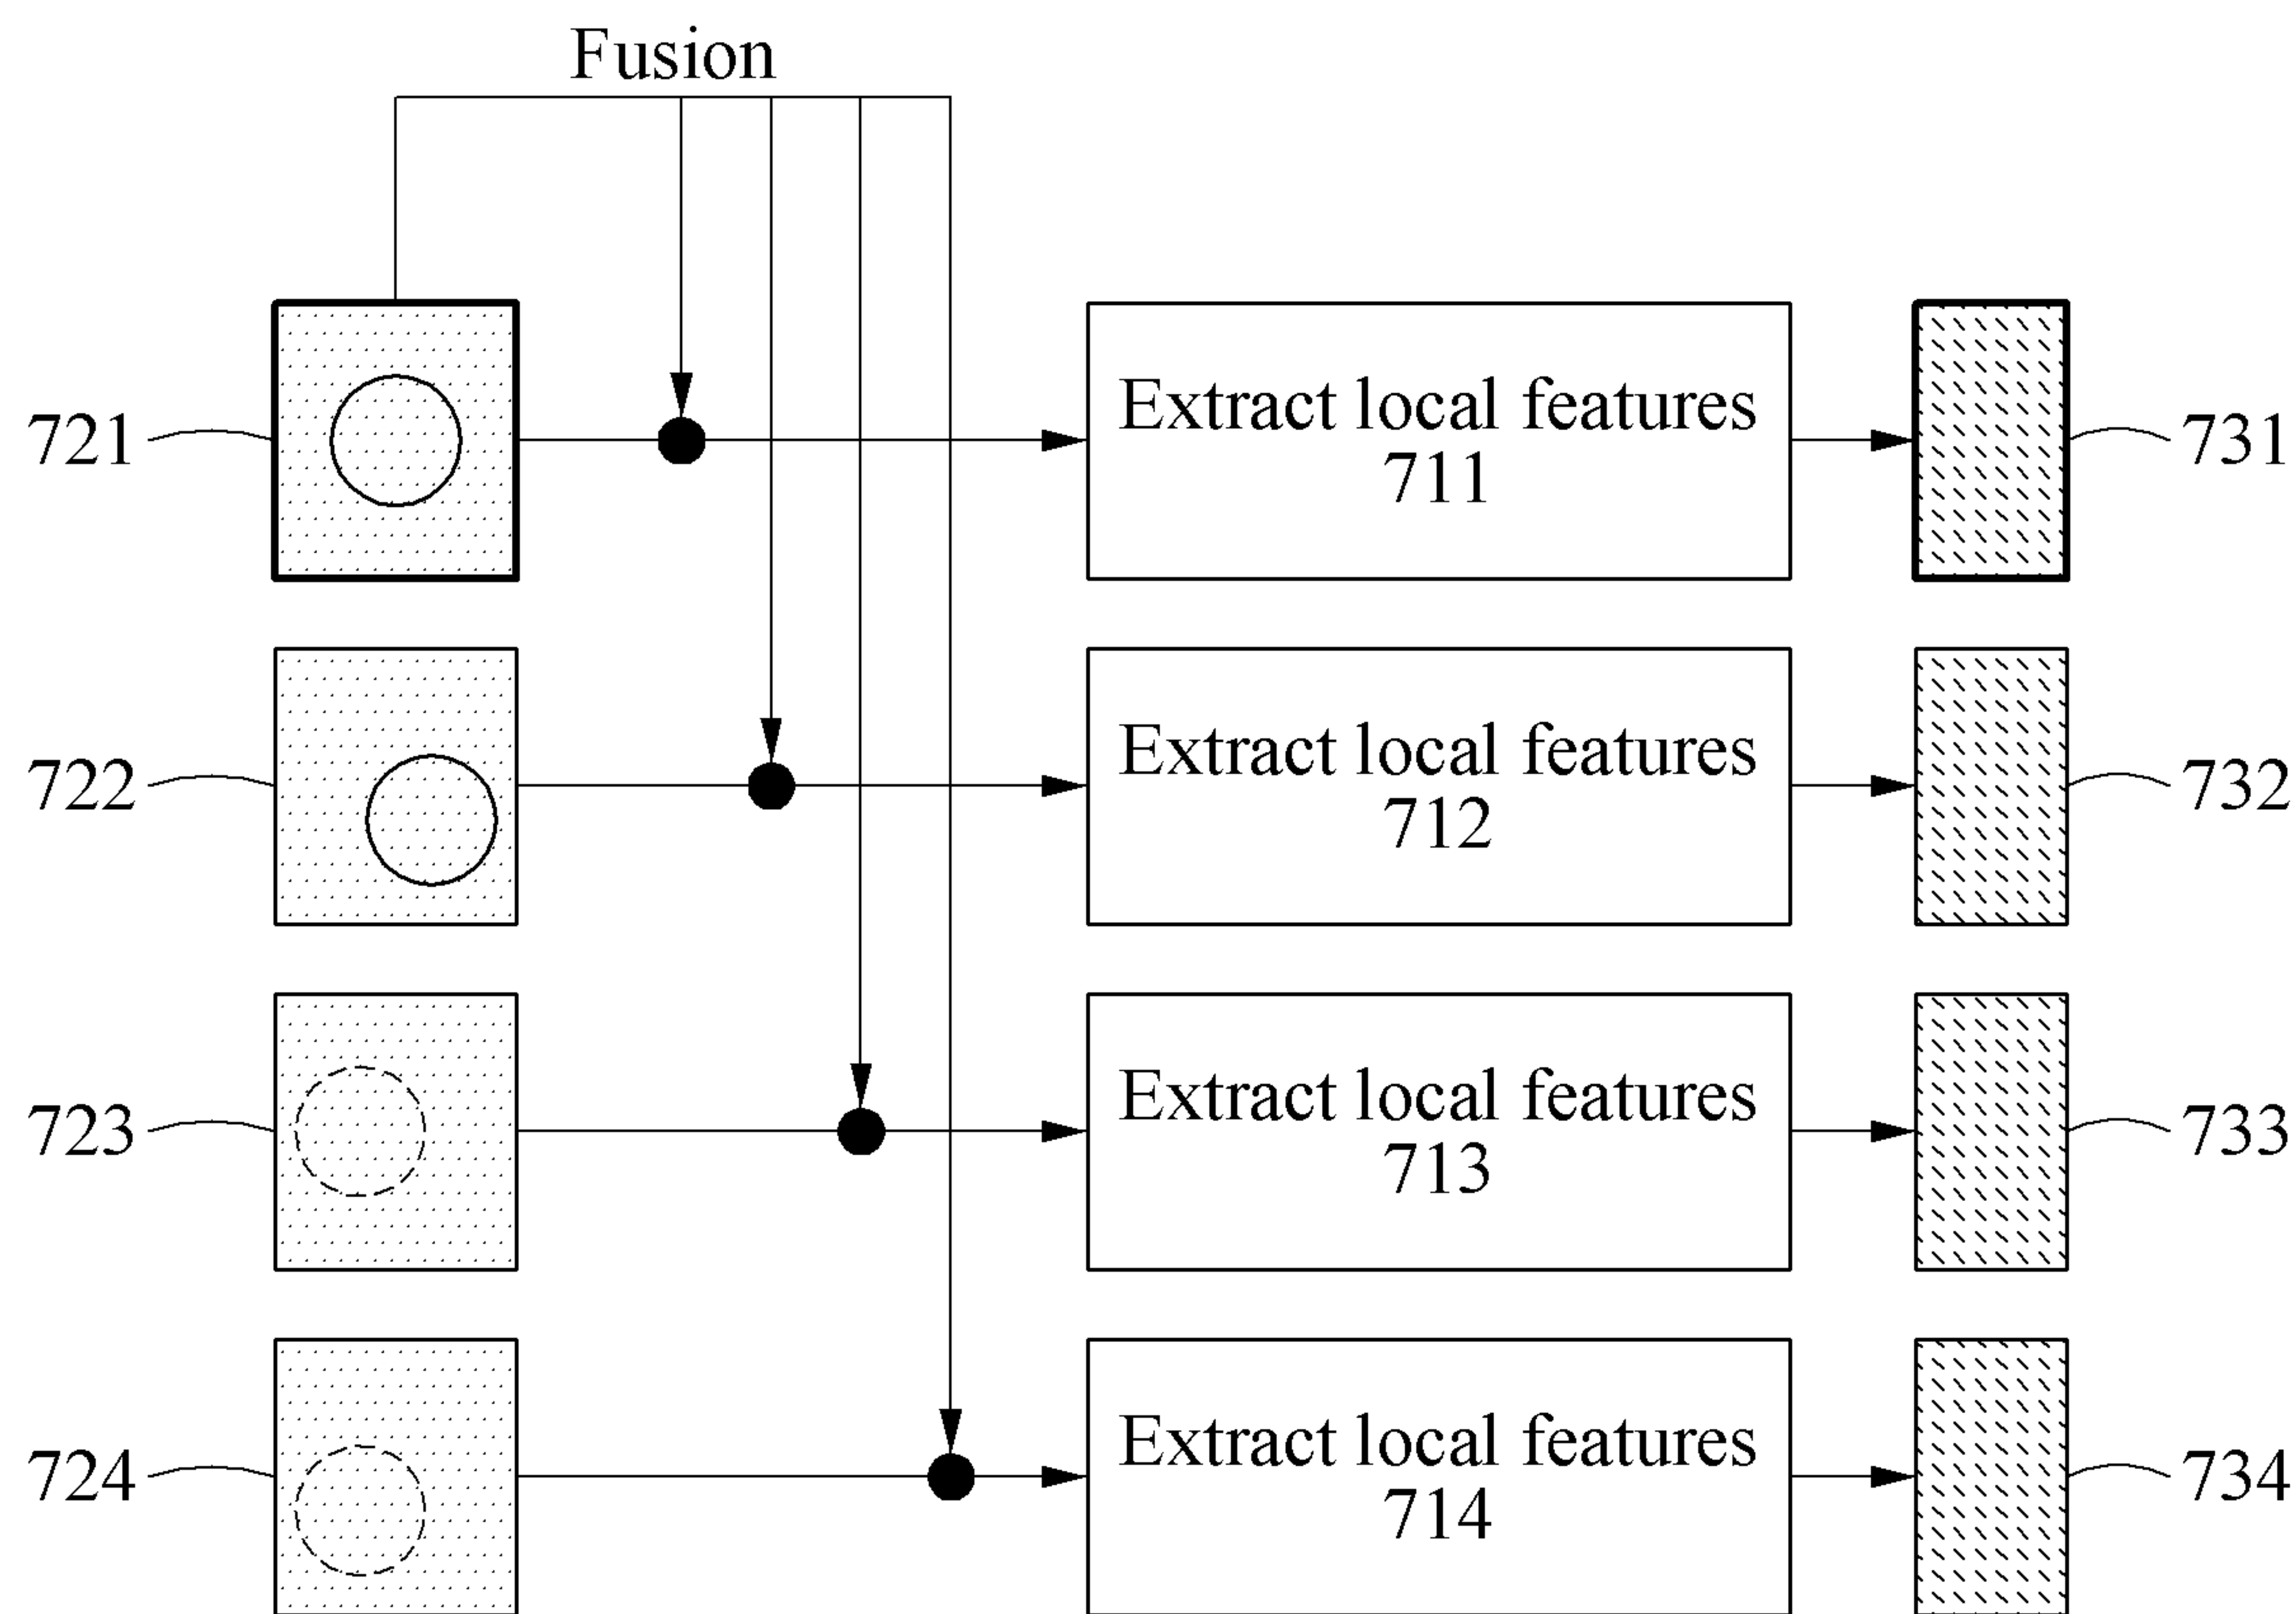 Fusion
721
Extract local features
711
731
722
Extract local features
712
732
723
Extract local features
713
733
724
Extract local features
714
734